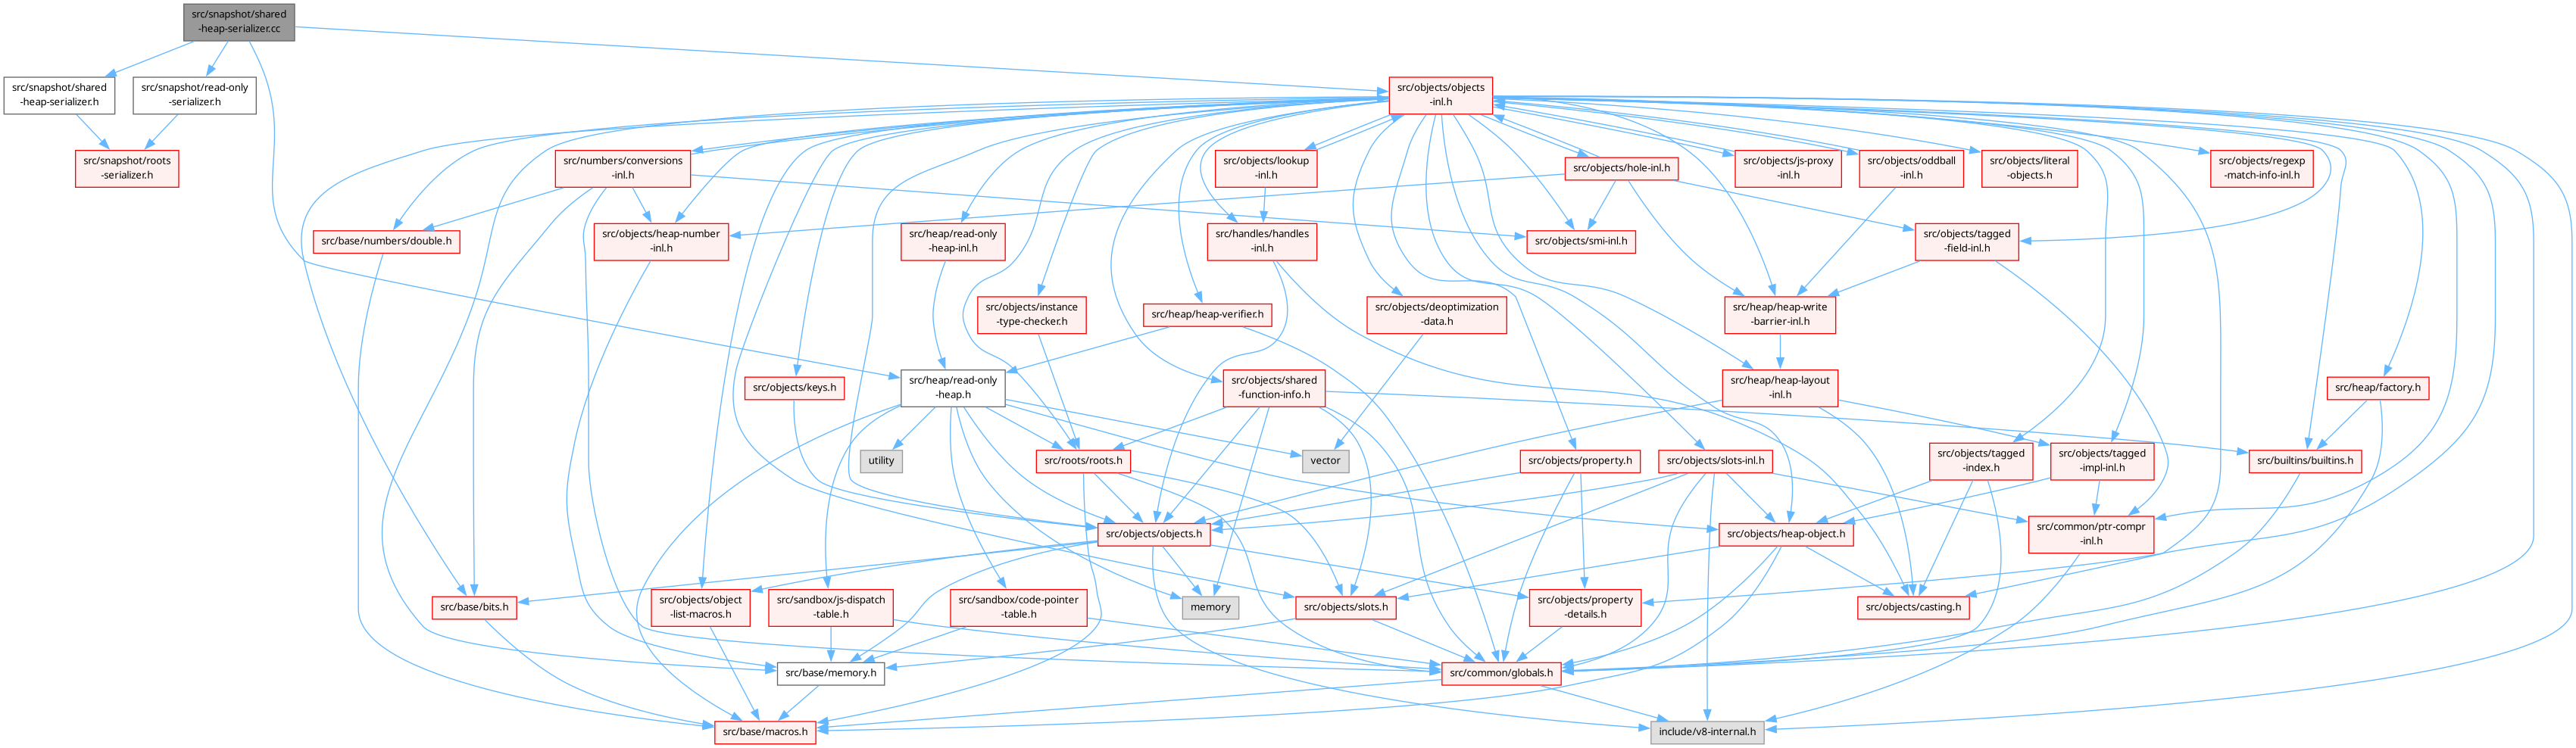 src/snapshot/shared
-heap-serializer.cc
src/snapshot/shared
-heap-serializer.h
src/snapshot/read-only
-serializer.h
src/objects/objects
-inl.h
src/snapshot/roots
-serializer.h
src/numbers/conversions
-inl.h
src/objects/lookup
-inl.h
src/objects/hole-inl.h
src/objects/js-proxy
-inl.h
src/objects/oddball
-inl.h
src/objects/literal
-objects.h
src/objects/regexp
-match-info-inl.h
src/base/numbers/double.h
src/objects/heap-number
-inl.h
src/heap/read-only
-heap-inl.h
src/handles/handles
-inl.h
src/objects/smi-inl.h
src/objects/tagged
-field-inl.h
src/objects/instance
-type-checker.h
src/heap/heap-verifier.h
src/objects/deoptimization
-data.h
src/heap/heap-write
-barrier-inl.h
src/objects/keys.h
src/heap/read-only
-heap.h
src/objects/shared
-function-info.h
src/heap/heap-layout
-inl.h
src/heap/factory.h
utility
src/roots/roots.h
vector
src/objects/property.h
src/objects/slots-inl.h
src/objects/tagged
-index.h
src/objects/tagged
-impl-inl.h
src/builtins/builtins.h
src/objects/objects.h
src/objects/heap-object.h
src/common/ptr-compr
-inl.h
src/base/bits.h
src/objects/object
-list-macros.h
src/sandbox/js-dispatch
-table.h
src/sandbox/code-pointer
-table.h
memory
src/objects/slots.h
src/objects/property
-details.h
src/objects/casting.h
src/base/memory.h
src/common/globals.h
src/base/macros.h
include/v8-internal.h